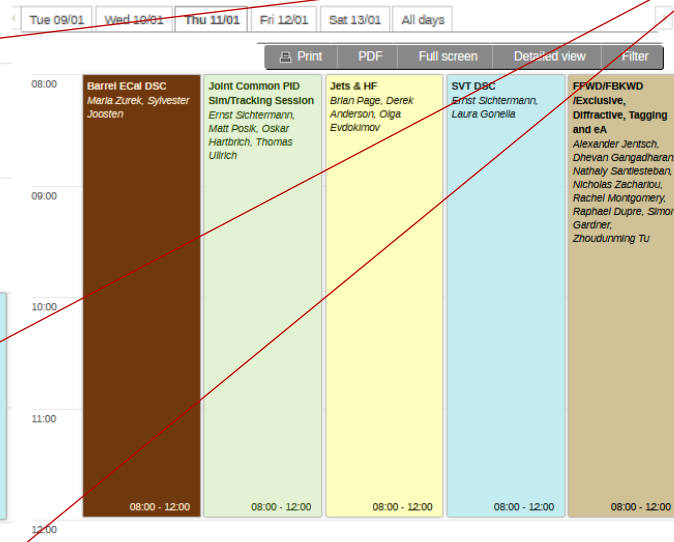 Tue 09/01 Wed 10/01 Thu 11/01 Fri 12/01 Sat 13/01 All days
Print PDF Full screen Detailed view Filter
08:00
09:00
10:00
11:00
12:00
Barrel ECal DSC
Maria Zurek, Sylvester
Joosten
08:00 - 12:00
Joint Common PID
Sim/Tracking Session
Ernst Sichtermann,
Matt Posik, Oskar
Hartbrich, Thomas
Ullrich
08:00 - 12:00
Jets & HF
Brian Page, Derek
Anderson, Olga
Evdokimov
08:00 - 12:00
SVT DSC
Ernst Sichtermann,
Laura Gonella
08:00 - 12:00
FFWD/FBKWD
/Exclusive,
Diffractive, Tagging
and eA
Alexander Jentsch,
Dhevan Gangadharan,
Nathaly Santiesteban,
Nicholas Zachariou,
Rachel Montgomery,
Raphael Dupre, Simon
Gardner,
Zhoudunming Tu
08:00 - 12:00